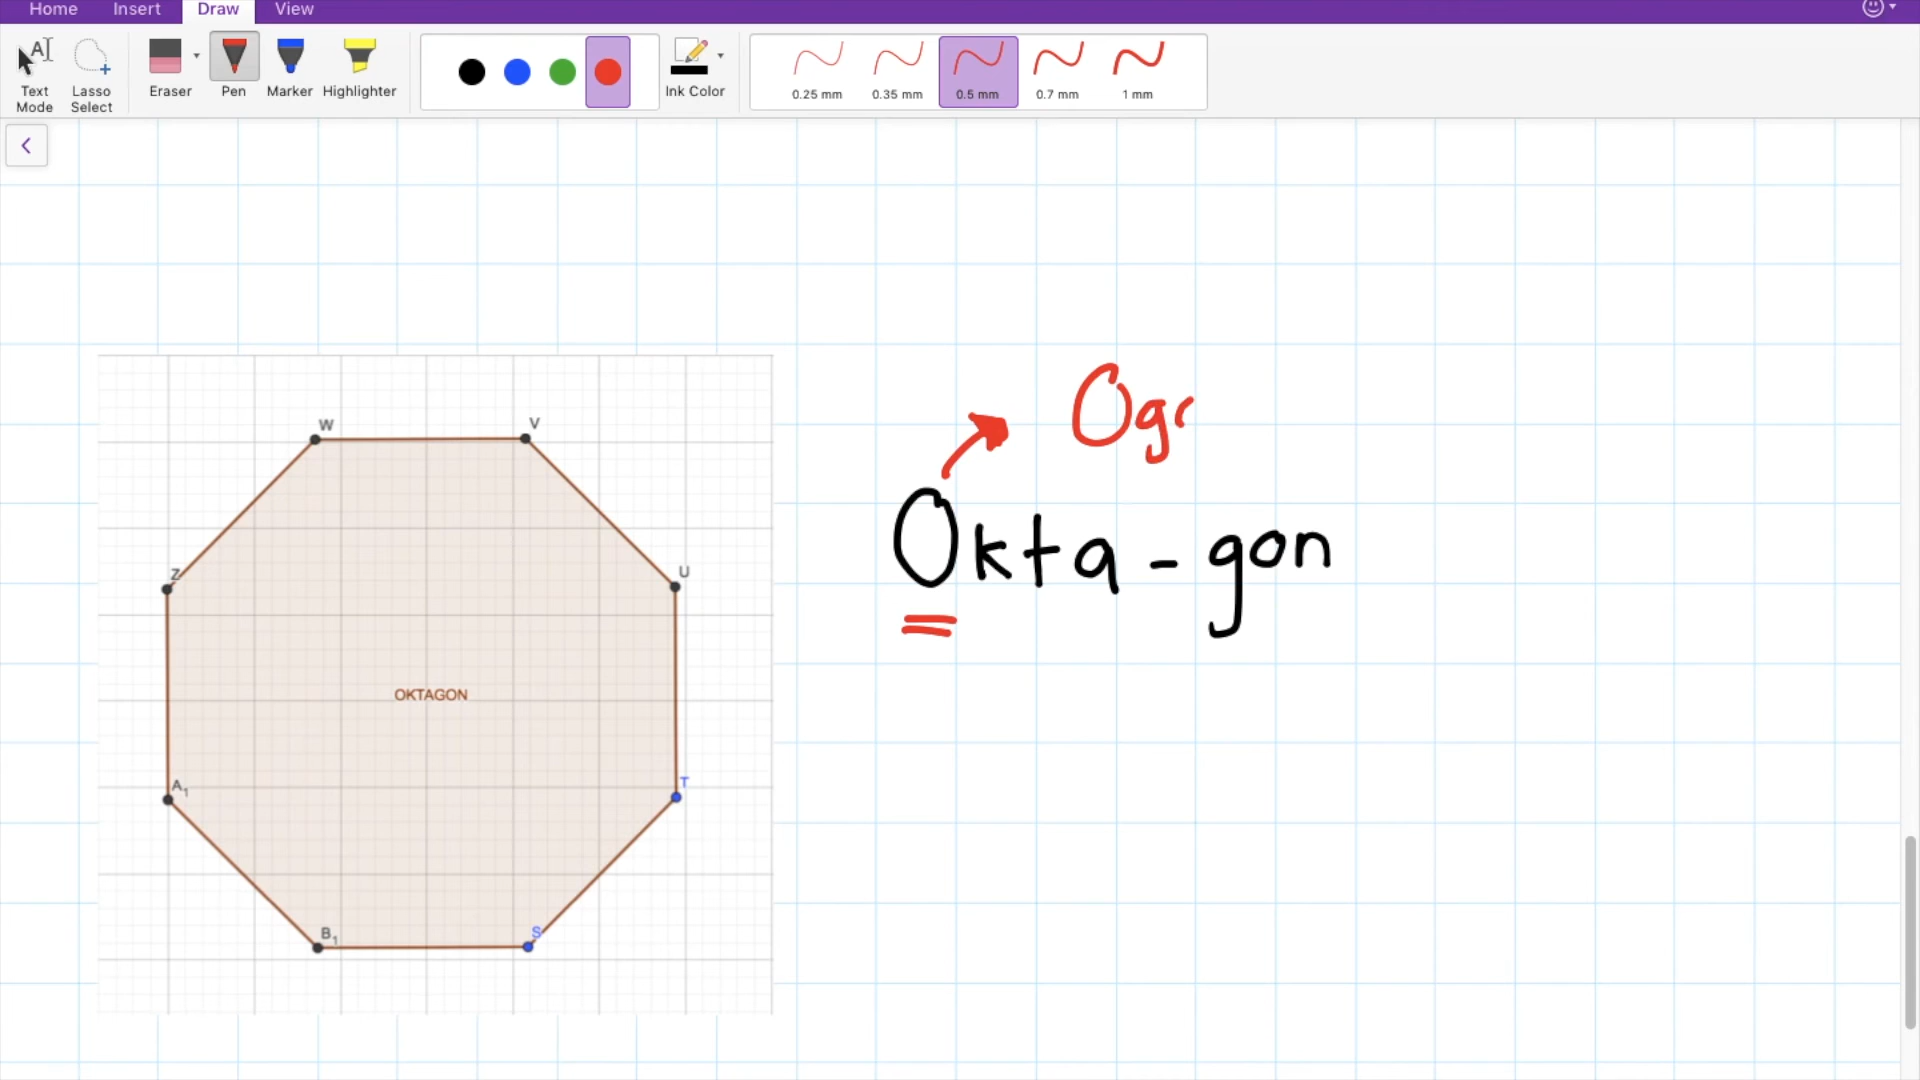 Home Insert Draw View
Text Mode
Lasso Select
Eraser
Pen
Marker
Highlighter
Ink Color
0.25 mm
0.35 mm
0.5 mm
0.7 mm
1 mm
W
V
Z
U
OKTAGON
A1
T
B1
S
Okta-gon